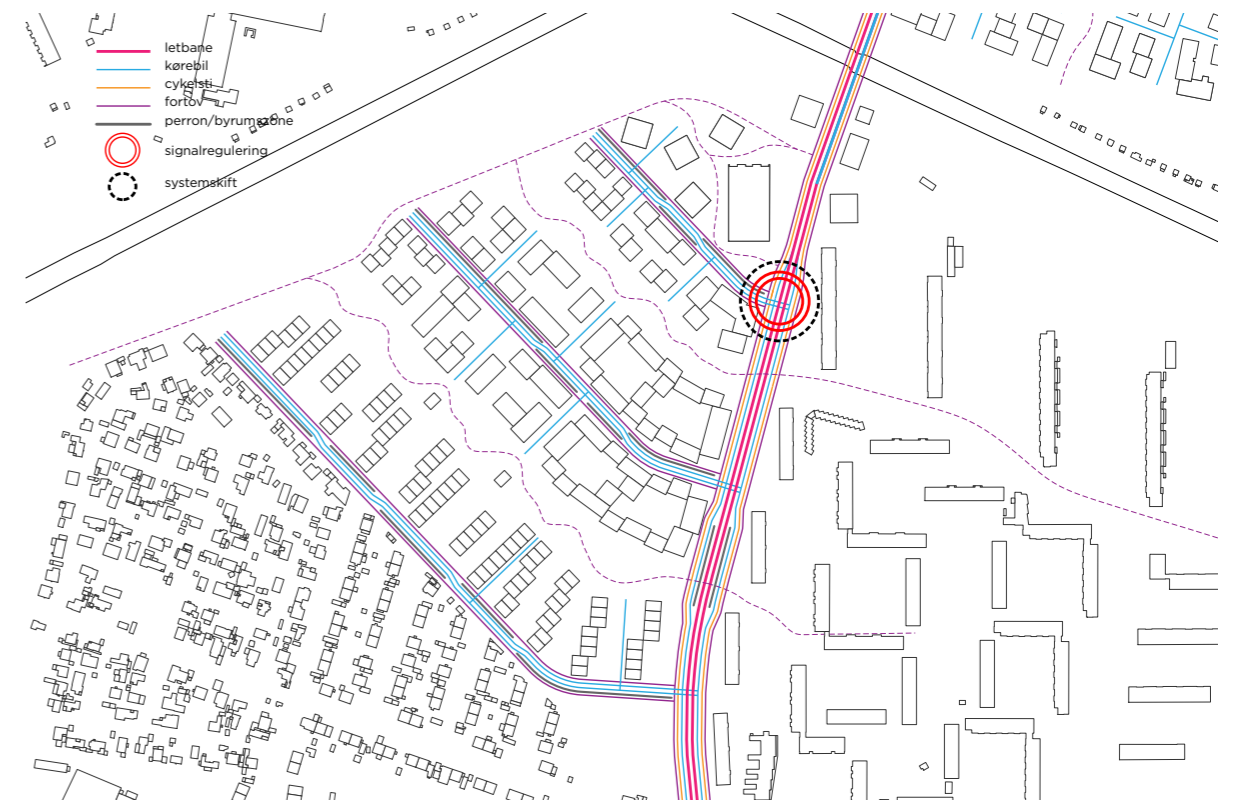 letbane
kørebil
cykelsti
fortov
perron/byrumszone
signalregulering
systemskift